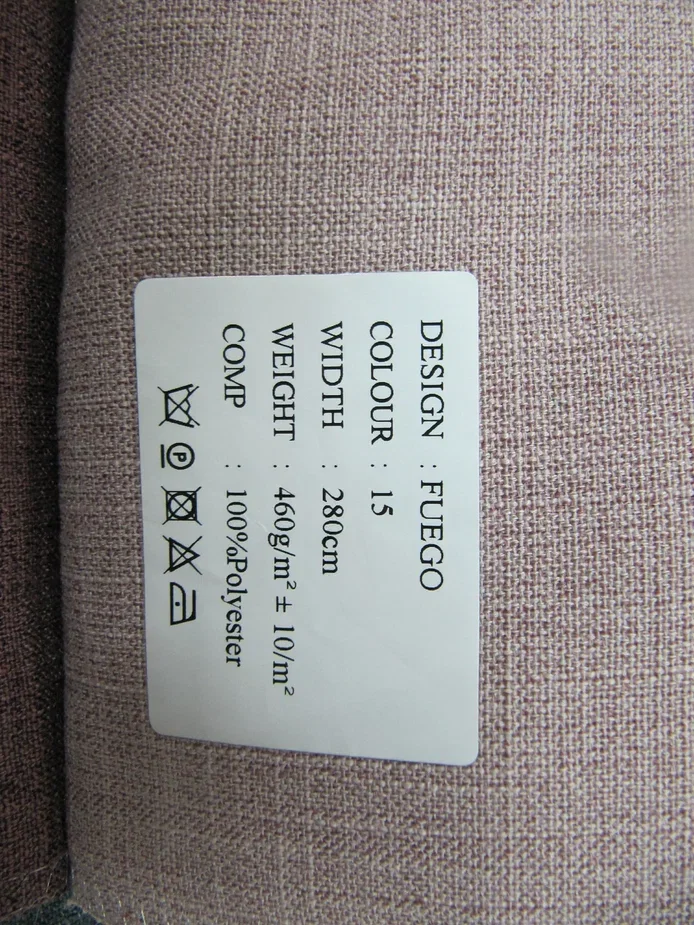 DESIGN : FUEGO
COLOUR : 15
WIDTH : 280cm
WEIGHT : 460g/m² ± 10/m²
COMP : 100%Polyester
P